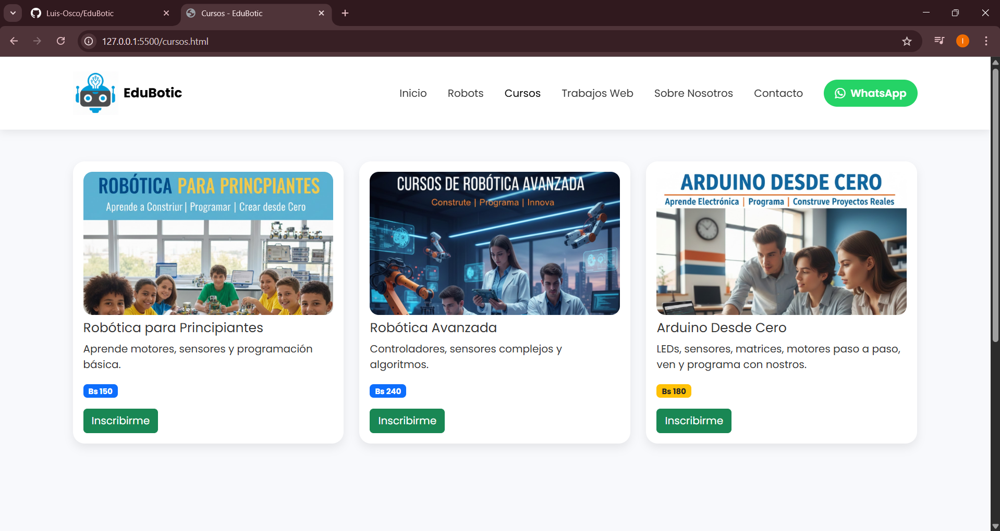 Luis-Osco/EduBotic
Cursos - EduBotic
127.0.0.1:5500/cursos.html
I
EduBotic
Inicio
Robots
Cursos
Trabajos Web
Sobre Nosotros
Contacto
WhatsApp
ROBÓTICA PARA PRINCPIANTES
Aprende a Constriur | Programar | Crear desde Cero
Robótica para Principiantes
Aprende motores, sensores y programación
básica.
Bs 150
Inscribirme
CURSOS DE ROBÓTICA AVANZADA
Construte | Programa | Innova
Robótica Avanzada
Controladores, sensores complejos y
algoritmos.
Bs 240
Inscribirme
ARDUINO DESDE CERO
Aprende Electrónica | Programa | Construve Proyectos Reales
Arduino Desde Cero
LEDs, sensores, matrices, motores paso a paso,
ven y programa con nostros.
Bs 180
Inscribirme